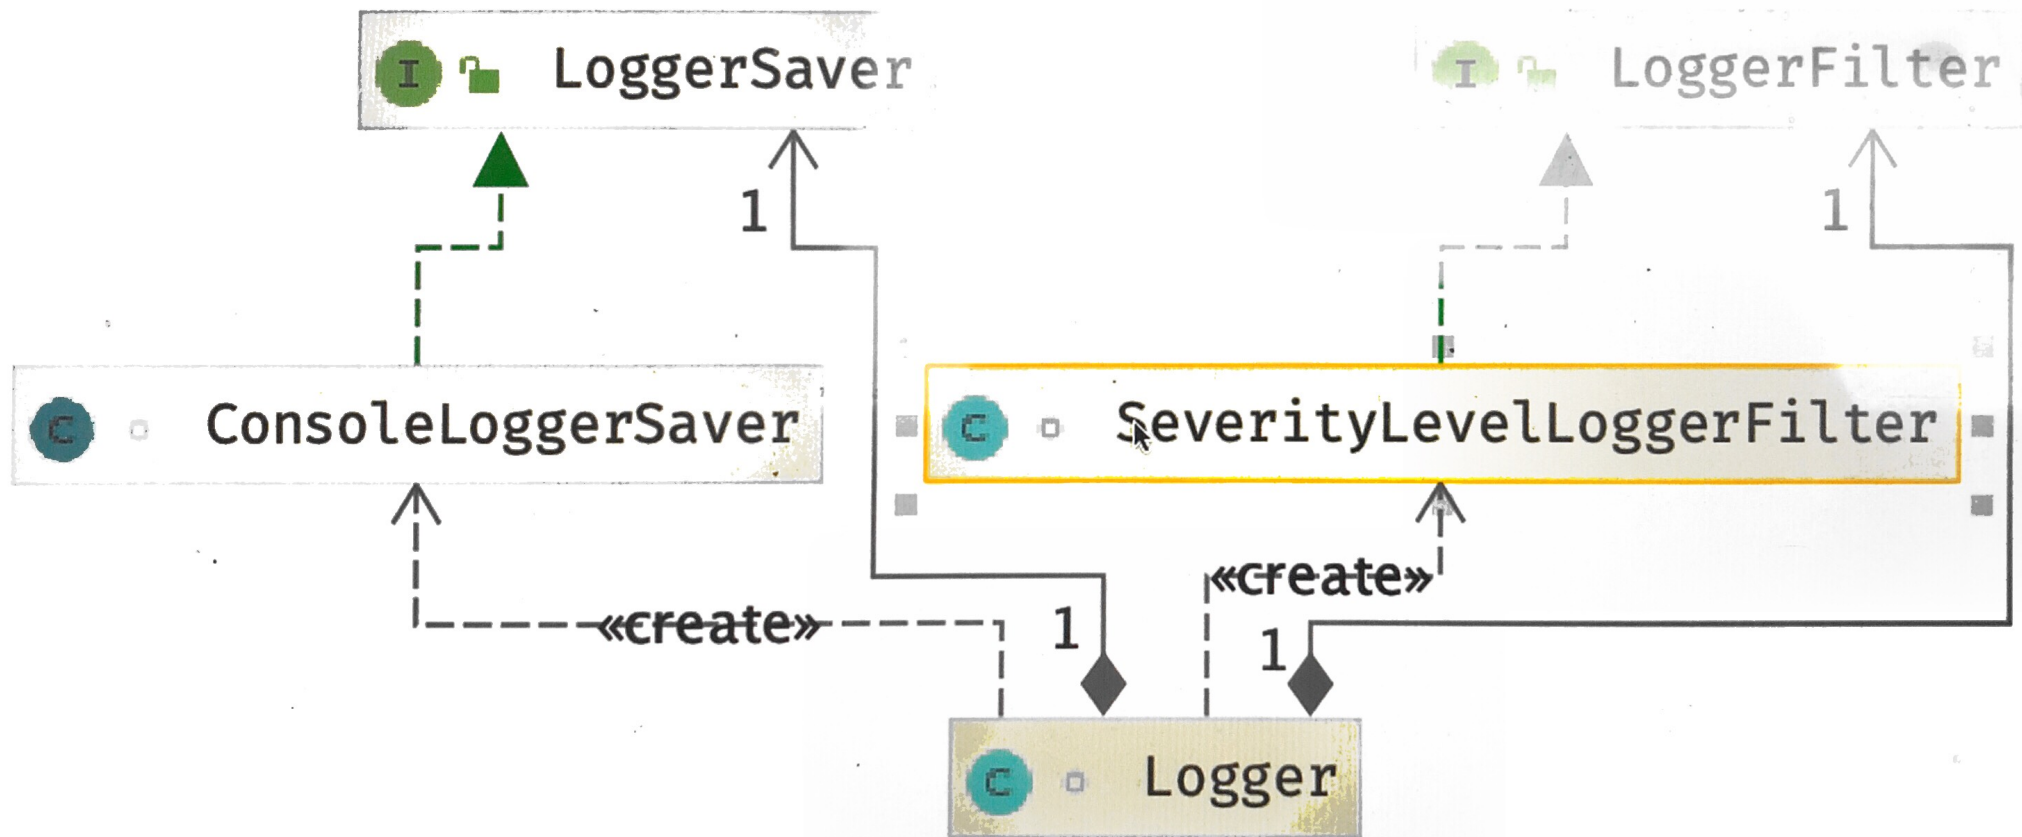 I LoggerSaver
I LoggerFilter
1
1
C ConsoleLoggerSaver
C SeverityLevelLoggerFilter
«create»
«create»
1
1
C Logger